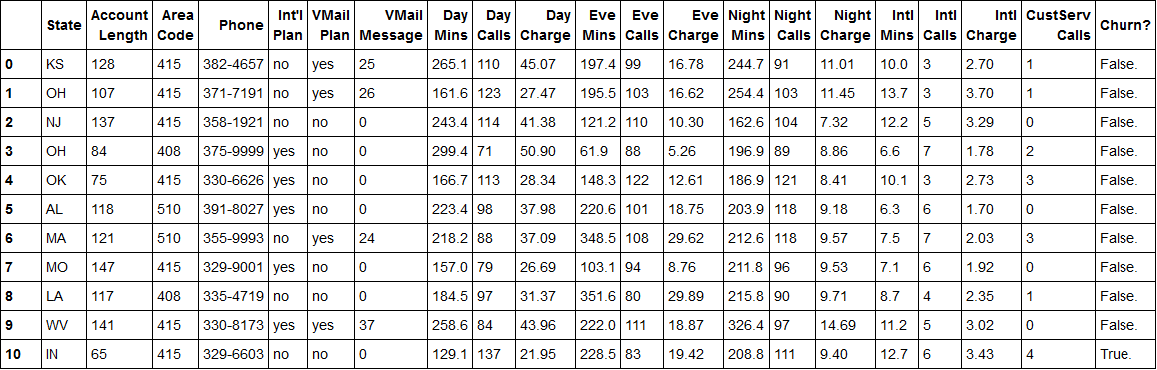 State Account Length Area Code Phone Int'l Plan VMail Plan VMail Message Day Mins Day Calls Day Charge Eve Mins Eve Calls Eve Charge Night Mins Night Calls Night Charge Intl Mins Intl Calls Intl Charge CustServ Calls Churn?
0 KS 128 415 382-4657 no yes 25 265.1 110 45.07 197.4 99 16.78 244.7 91 11.01 10.0 3 2.70 1 False.
1 OH 107 415 371-7191 no yes 26 161.6 123 27.47 195.5 103 16.62 254.4 103 11.45 13.7 3 3.70 1 False.
2 NJ 137 415 358-1921 no no 0 243.4 114 41.38 121.2 110 10.30 162.6 104 7.32 12.2 5 3.29 0 False.
3 OH 84 408 375-9999 yes no 0 299.4 71 50.90 61.9 88 5.26 196.9 89 8.86 6.6 7 1.78 2 False.
4 OK 75 415 330-6626 yes no 0 166.7 113 28.34 148.3 122 12.61 186.9 121 8.41 10.1 3 2.73 3 False.
5 AL 118 510 391-8027 yes no 0 223.4 98 37.98 220.6 101 18.75 203.9 118 9.18 6.3 6 1.70 0 False.
6 MA 121 510 355-9993 no yes 24 218.2 88 37.09 348.5 108 29.62 212.6 118 9.57 7.5 7 2.03 3 False.
7 MO 147 415 329-9001 yes no 0 157.0 79 26.69 103.1 94 8.76 211.8 96 9.53 7.1 6 1.92 0 False.
8 LA 117 408 335-4719 no no 0 184.5 97 31.37 351.6 80 29.89 215.8 90 9.71 8.7 4 2.35 1 False.
9 WV 141 415 330-8173 yes yes 37 258.6 84 43.96 222.0 111 18.87 326.4 97 14.69 11.2 5 3.02 0 False.
10 IN 65 415 329-6603 no no 0 129.1 137 21.95 228.5 83 19.42 208.8 111 9.40 12.7 6 3.43 4 True.